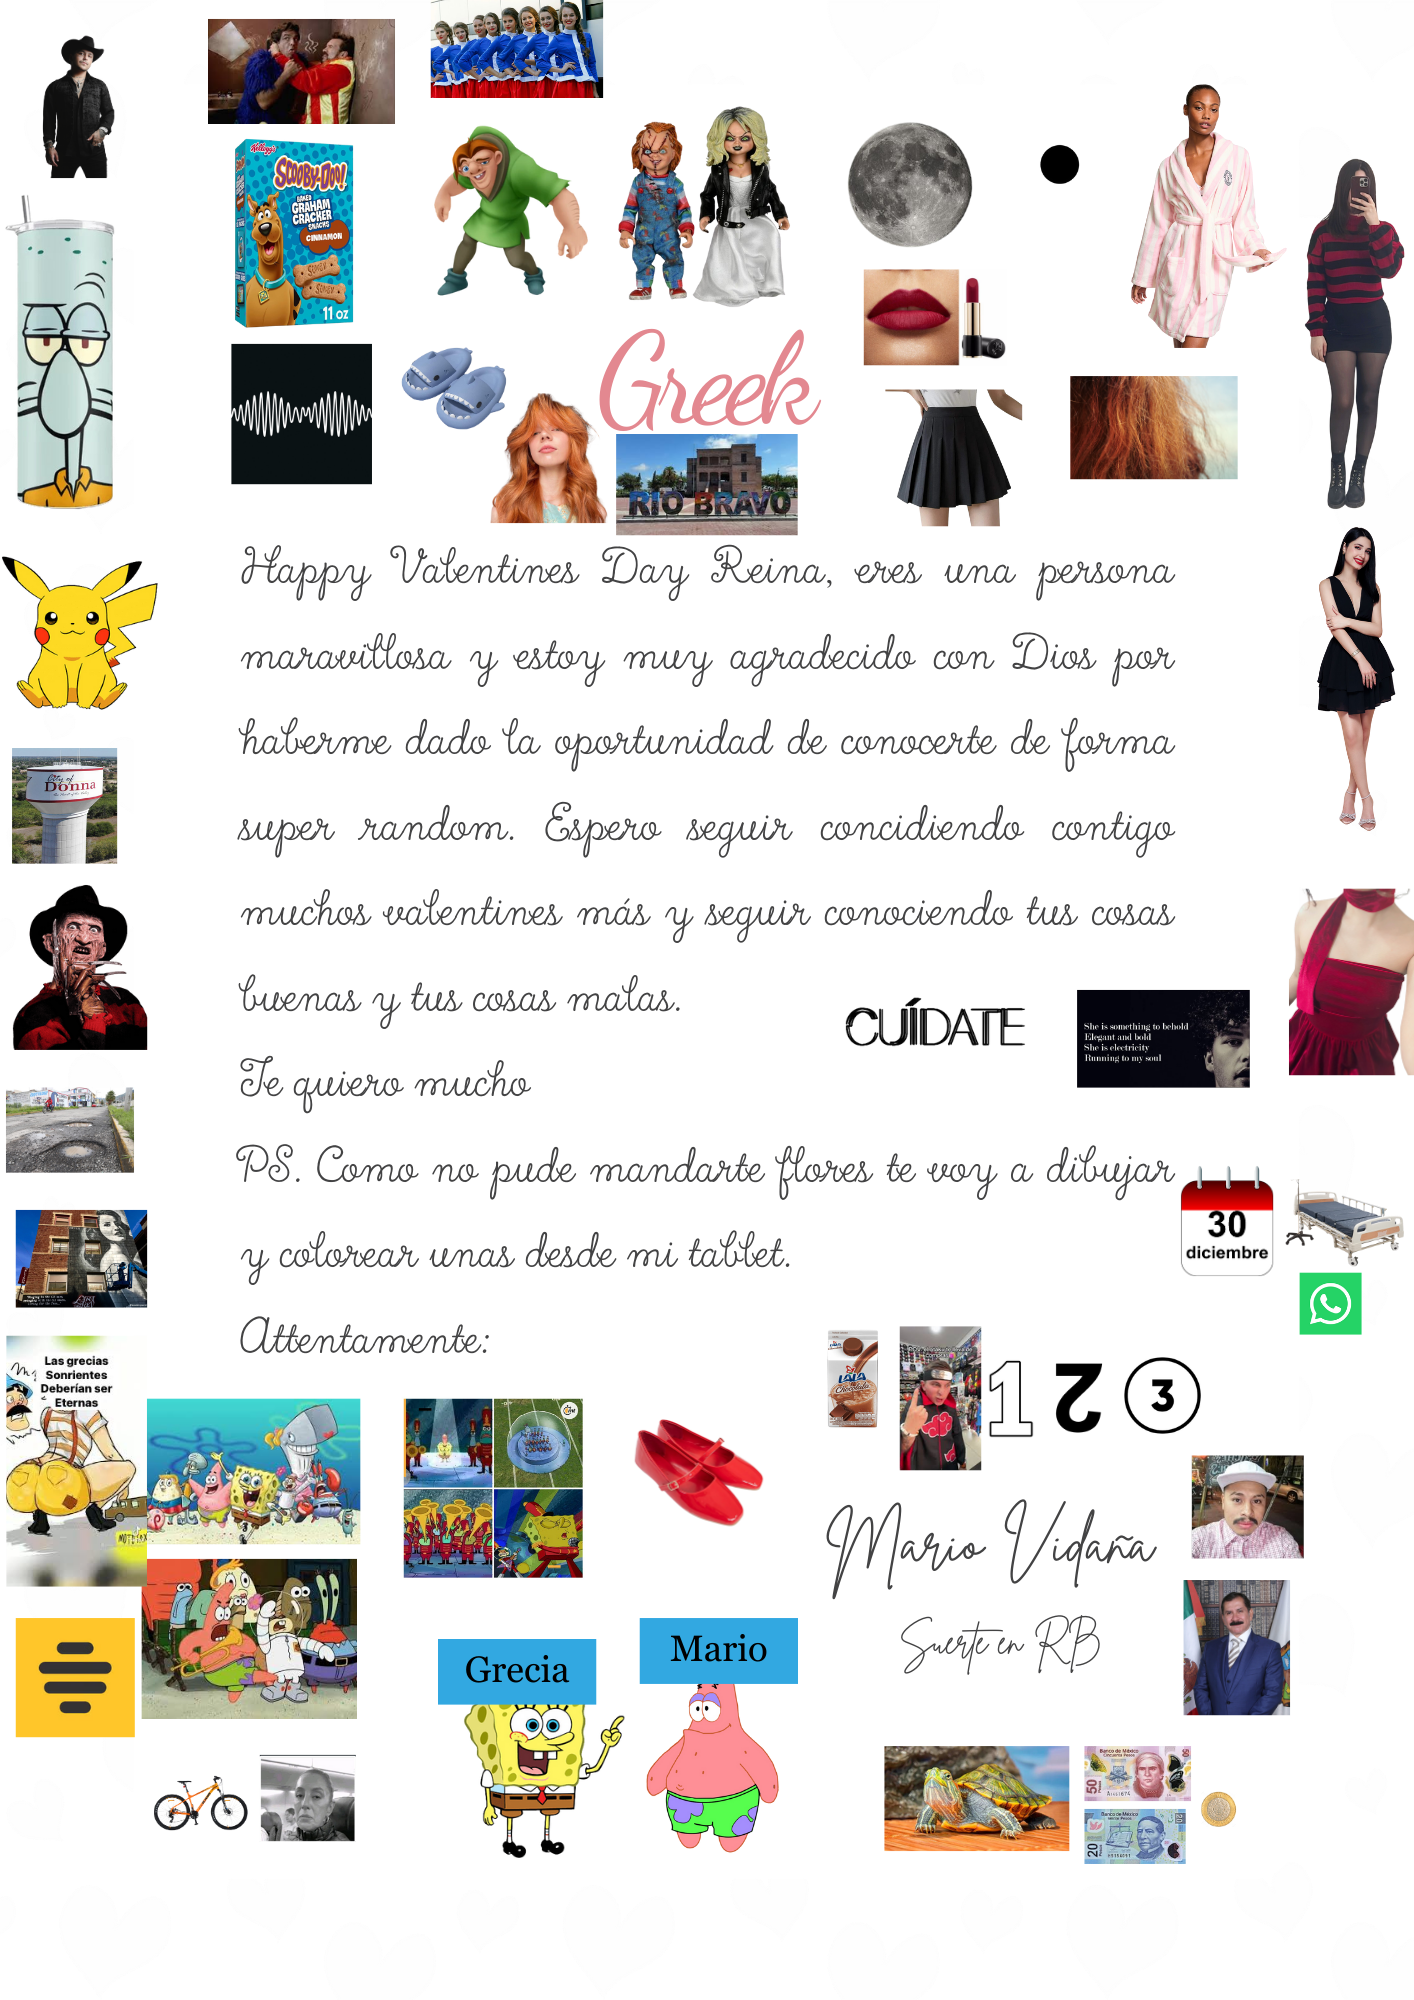 Kellogg's
SCOOBY-DOO!
BAKED
GRAHAM
CRACKER
SNACKS
CINNAMON
SCOOBY
SCOOBY
11 oz
Greek
RIO BRAVO
Happy Valentines Day Reina, eres una persona
maravillosa y estoy muy agradecido con Dios por
haberme dado la oportunidad de conocerte de forma
super random. Espero seguir concidiendo contigo
muchos valentines más y seguir conociendo tus cosas
buenas y tus cosas malas.
Te quiero mucho
PS. Como no pude mandarte flores te voy a dibujar
y colorear unas desde mi tablet.
Attentamente:
City of
Donna
CUÍDATE
She is something to behold
Elegant and bold
She is electricity
Running to my soul
30
diciembre
Las grecias
Sonrientes
Deberían ser
Eternas
LALA
Chocolate
1 2 3
Mario Vidaña
Suerte en RB
Grecia
Mario
Banco de México
50
Banco de México
20